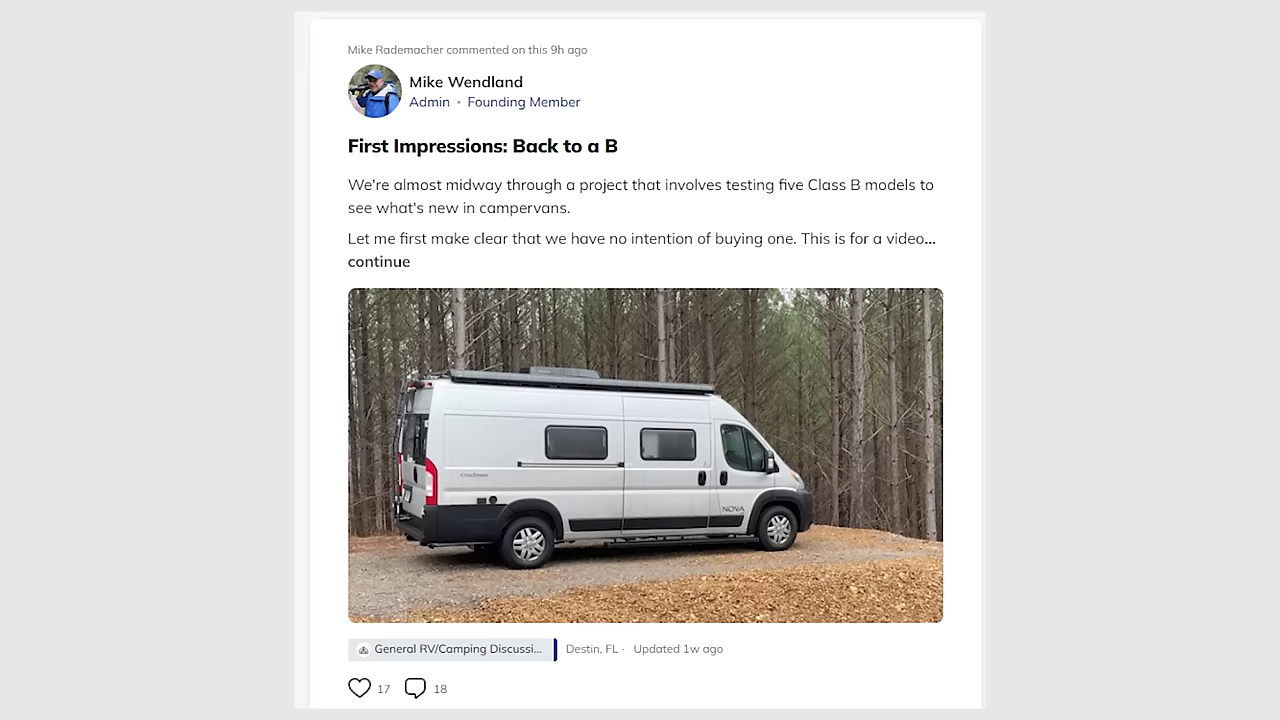 Mike Rademacher commented on this 9h ago
Mike Wendland
Admin • Founding Member
First Impressions: Back to a B
We're almost midway through a project that involves testing five Class B models to
see what's new in campervans.
Let me first make clear that we have no intention of buying one. This is for a video...
continue
Coachmen
NOVA
General RV/Camping Discussi...
Destin, FL · Updated 1w ago
17 18